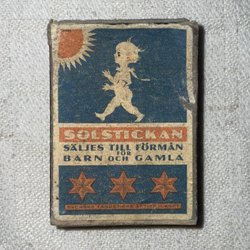 SOLSTICKAN
SÄLJES TILL FÖRMÅN
FÖR
BARN OCH GAMLA